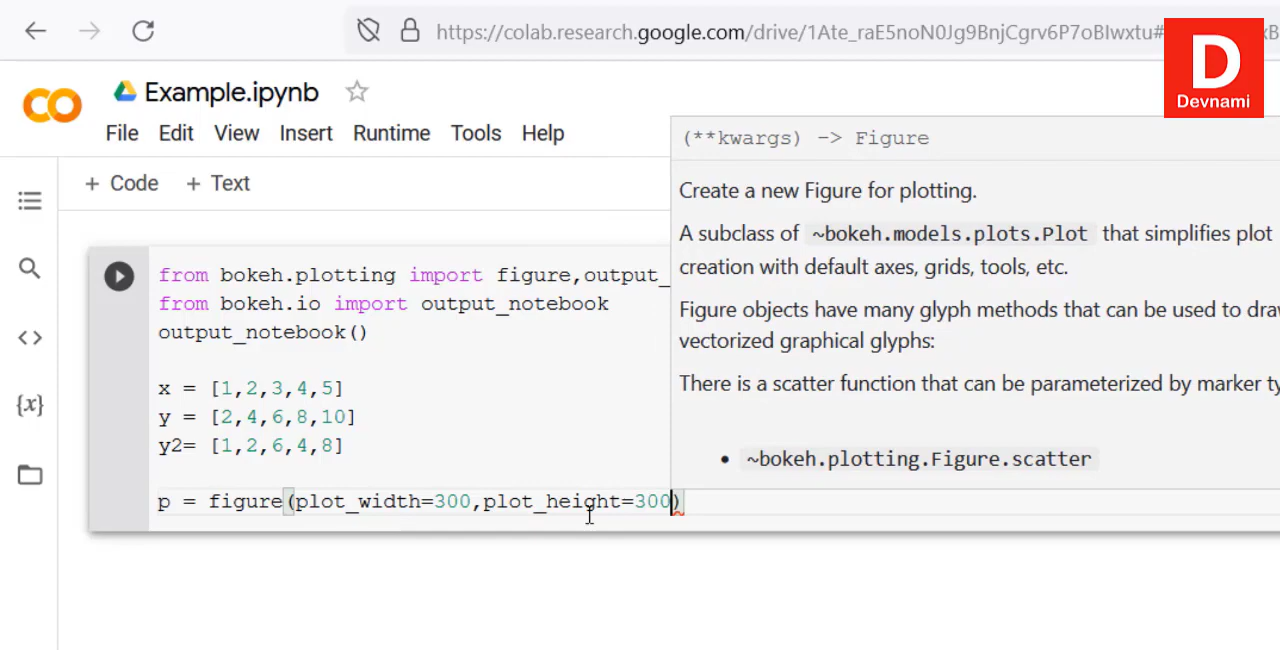 https://colab.research.google.com/drive/1Ate_raE5noN0Jg9BnjCgrv6P7oBIwxtu#
D
Devnami
CO
Example.ipynb
File Edit View Insert Runtime Tools Help
+ Code + Text
(**kwargs) -> Figure
Create a new Figure for plotting.
A subclass of ~bokeh.models.plots.Plot that simplifies plot
creation with default axes, grids, tools, etc.
Figure objects have many glyph methods that can be used to dra
vectorized graphical glyphs:
There is a scatter function that can be parameterized by marker ty
• ~bokeh.plotting.Figure.scatter
{x}
from bokeh.plotting import figure,output_
from bokeh.io import output_notebook
output_notebook()
x = [1,2,3,4,5]
y = [2,4,6,8,10]
y2= [1,2,6,4,8]
p = figure(plot_width=300,plot_height=300)